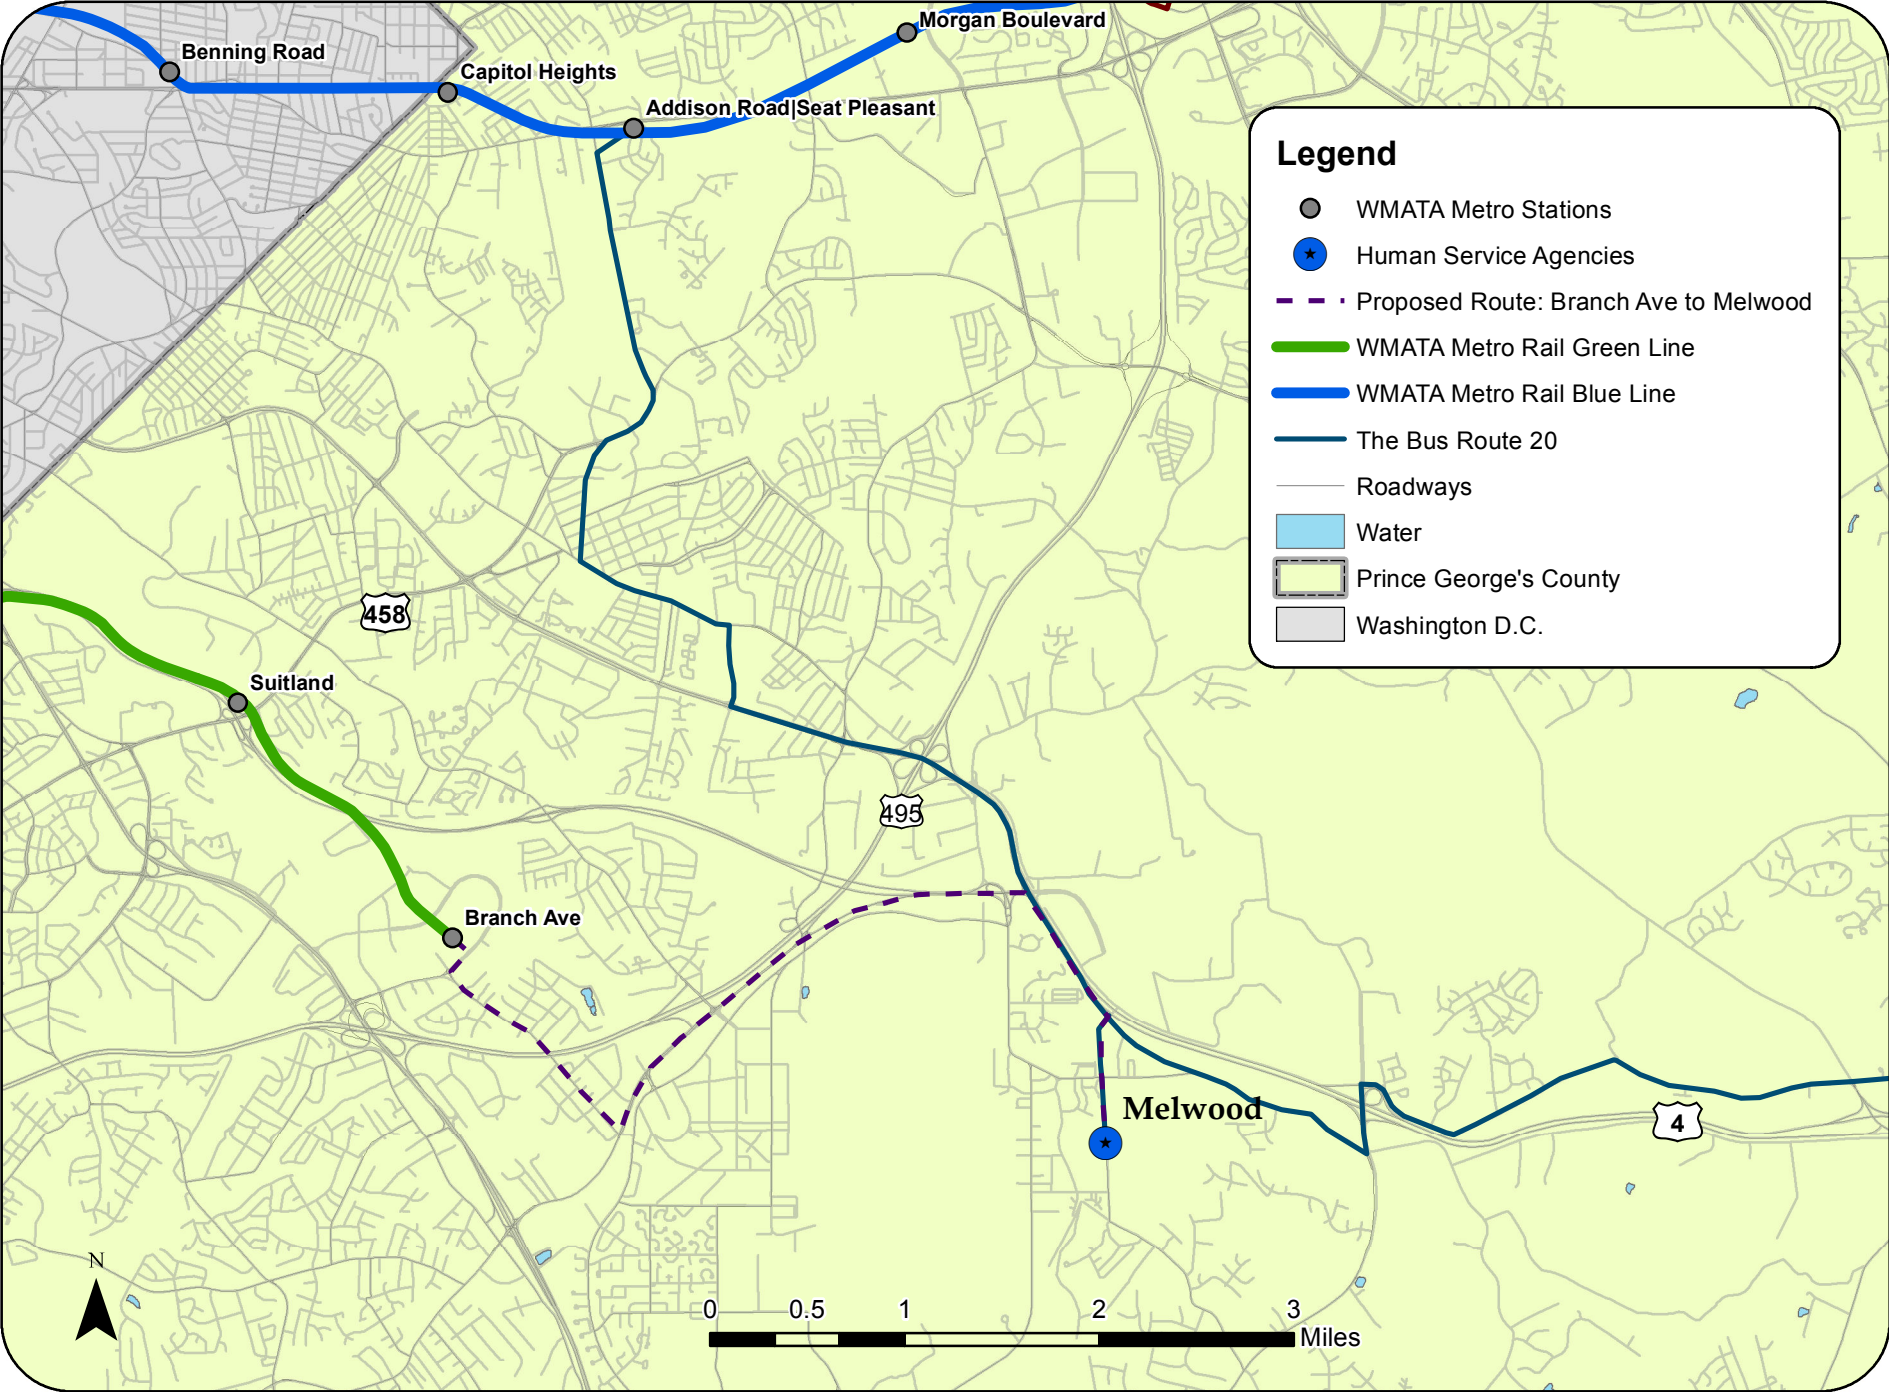 Morgan Boulevard
Benning Road
Capitol Heights
Addison Road|Seat Pleasant
Legend
WMATA Metro Stations
Human Service Agencies
Proposed Route: Branch Ave to Melwood
WMATA Metro Rail Green Line
WMATA Metro Rail Blue Line
The Bus Route 20
Roadways
Water
Prince George's County
Washington D.C.
458
Suitland
495
Branch Ave
Melwood
4
N
0 0.5 1 2 3
Miles